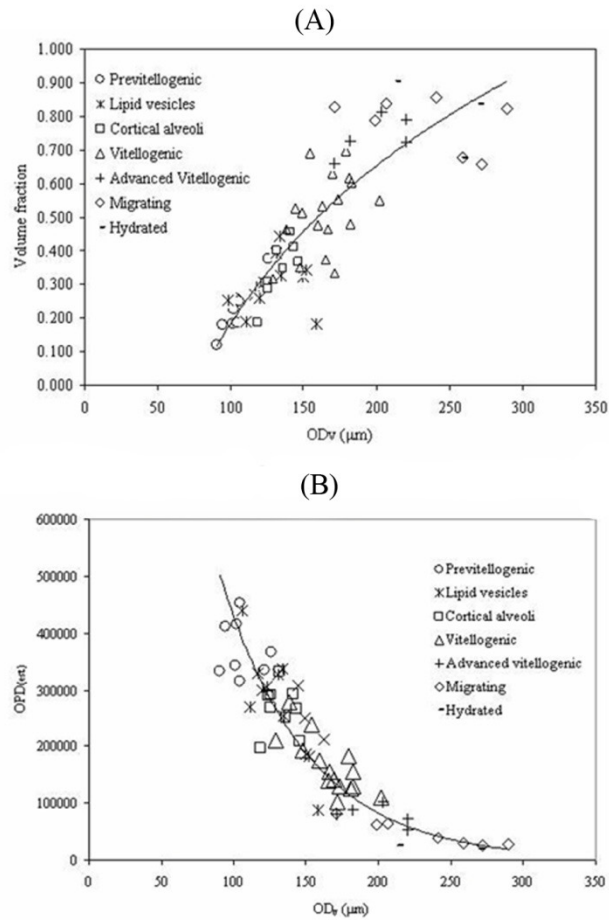 (A)
1.000
0.900
0.800
0.700
0.600
0.500
0.400
0.300
0.200
0.100
0.000
Volume fraction
Previtellogenic
Lipid vesicles
Cortical alveoli
Vitellogenic
Advanced Vitellogenic
Migrating
Hydrated
0 50 100 150 200 250 300 350
ODv (µm)
(B)
600000
500000
400000
300000
200000
100000
0
OPD(est)
Previtellogenic
Lipid vesicles
Cortical alveoli
Vitellogenic
Advanced vitellogenic
Migrating
Hydrated
0 50 100 150 200 250 300 350
ODv (µm)